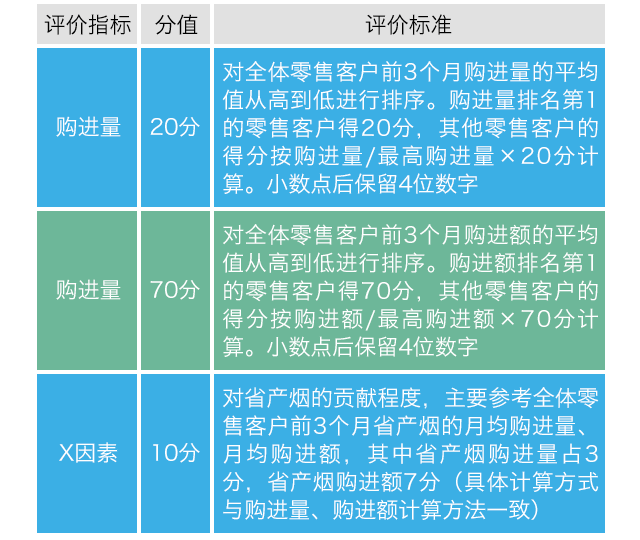 评价指标 分值 评价标准
购进量 20分
对全体零售客户前3个月购进量的平均
值从高到低进行排序。购进量排名第1
的零售客户得20分，其他零售客户的
得分按购进量/最高购进量×20分计
算。小数点后保留4位数字
购进量 70分
对全体零售客户前3个月购进额的平均
值从高到低进行排序。购进额排名第1
的零售客户得70分，其他零售客户的
得分按购进额/最高购进额×70分计
算。小数点后保留4位数字
X因素 10分
对省产烟的贡献程度，主要参考全体零
售客户前3个月省产烟的月均购进量、
月均购进额，其中省产烟购进量占3
分，省产烟购进额7分（具体计算方式
与购进量、购进额计算方法一致）